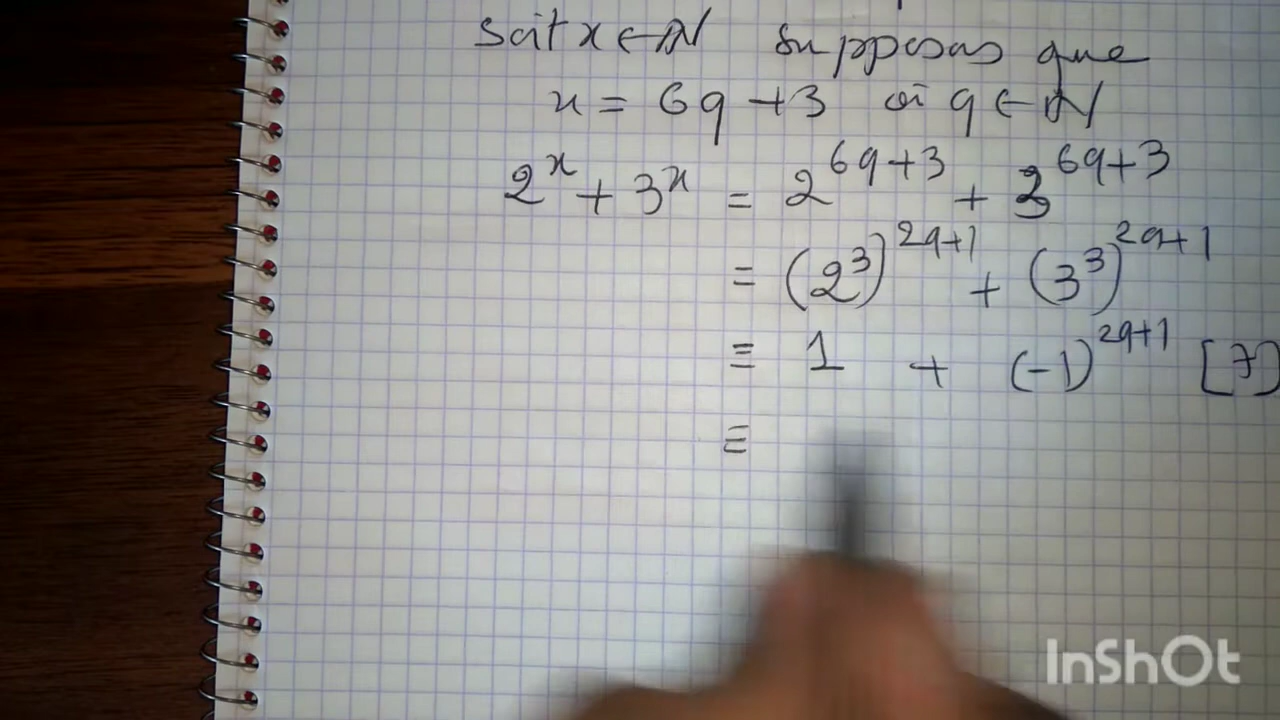 Soit x ∈ ℕ supposons que
x = 6q + 3 où q ∈ ℕ
2^x + 3^x = 2^{6q+3} + 3^{6q+3}
= (2^3)^{2q+1} + (3^3)^{2q+1}
≡ 1 + (-1)^{2q+1} [7]
≡
InShOt